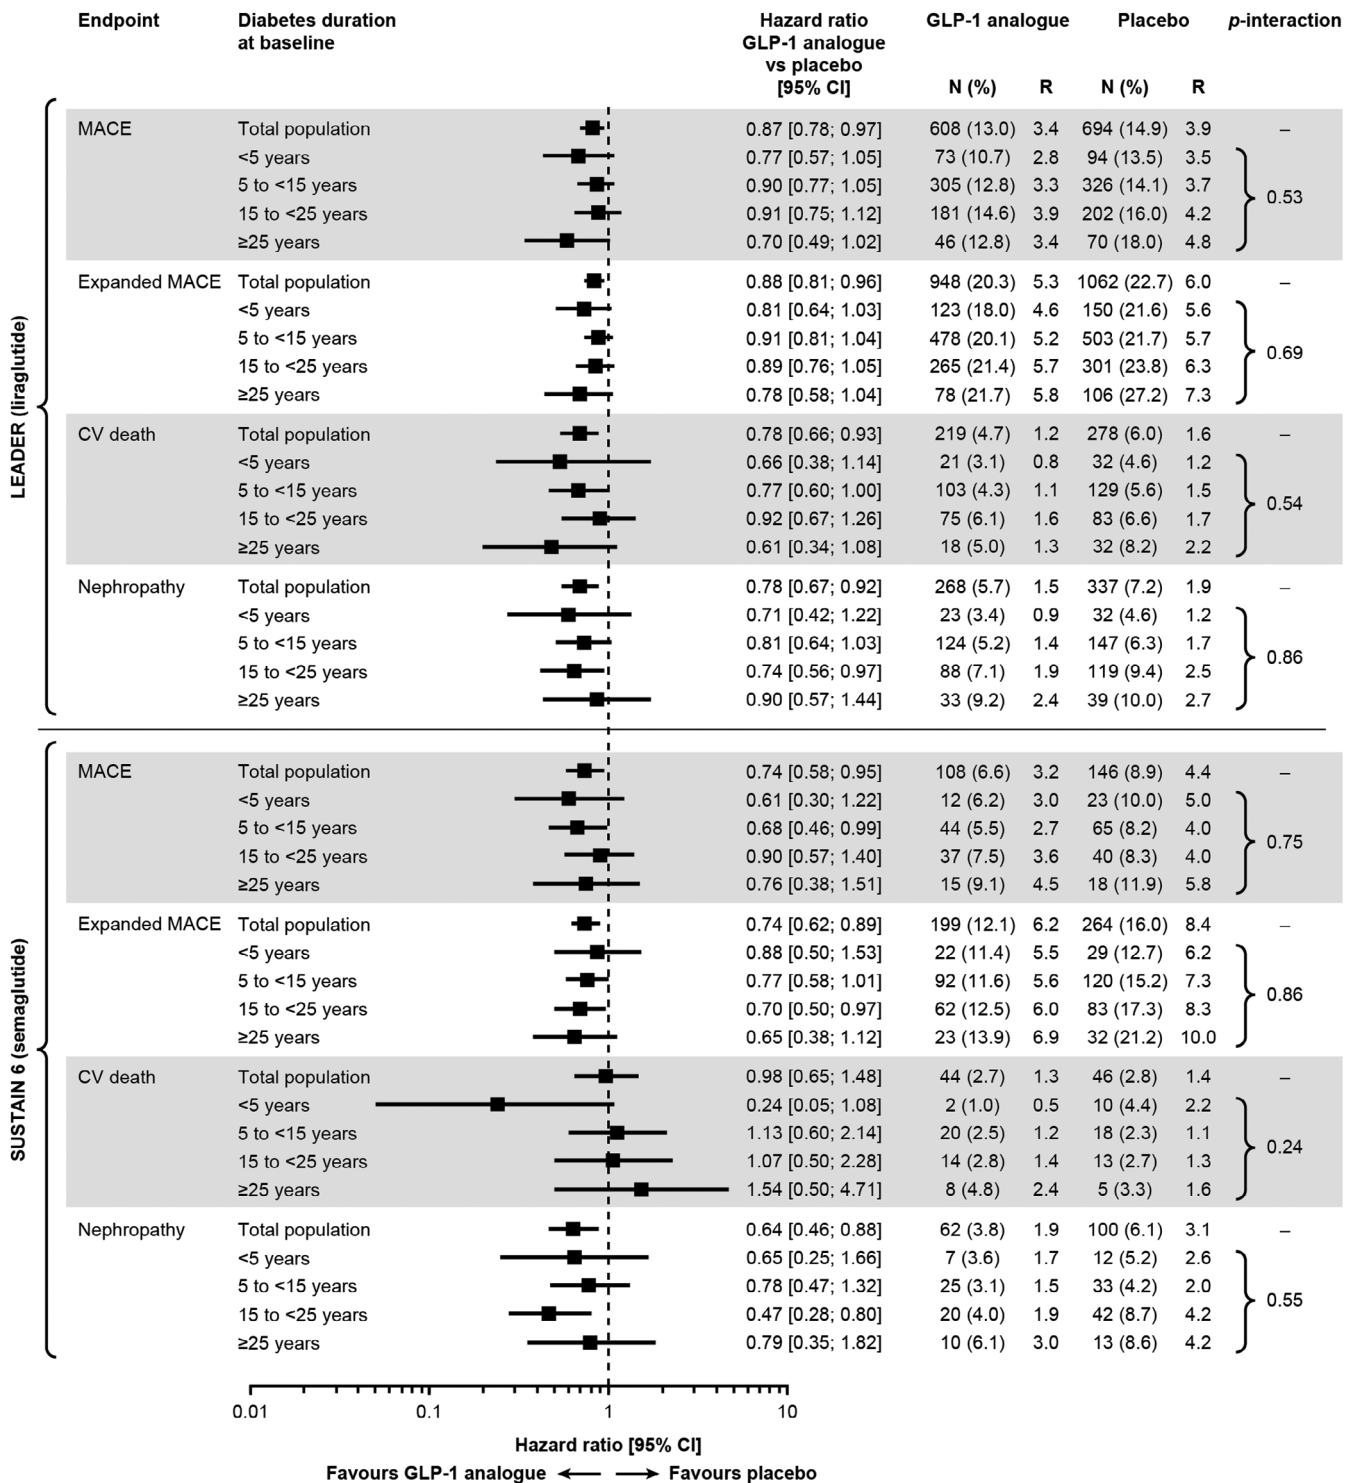 Endpoint Diabetes duration at baseline Hazard ratio GLP-1 analogue vs placebo [95% CI] GLP-1 analogue Placebo p-interaction
N (%) R N (%) R
LEADER (liraglutide)
MACE Total population 0.87 [0.78; 0.97] 608 (13.0) 3.4 694 (14.9) 3.9 –
<5 years 0.77 [0.57; 1.05] 73 (10.7) 2.8 94 (13.5) 3.5
5 to <15 years 0.90 [0.77; 1.05] 305 (12.8) 3.3 326 (14.1) 3.7
0.53
15 to <25 years 0.91 [0.75; 1.12] 181 (14.6) 3.9 202 (16.0) 4.2
≥25 years 0.70 [0.49; 1.02] 46 (12.8) 3.4 70 (18.0) 4.8
Expanded MACE Total population 0.88 [0.81; 0.96] 948 (20.3) 5.3 1062 (22.7) 6.0 –
<5 years 0.81 [0.64; 1.03] 123 (18.0) 4.6 150 (21.6) 5.6
5 to <15 years 0.91 [0.81; 1.04] 478 (20.1) 5.2 503 (21.7) 5.7
0.69
15 to <25 years 0.89 [0.76; 1.05] 265 (21.4) 5.7 301 (23.8) 6.3
≥25 years 0.78 [0.58; 1.04] 78 (21.7) 5.8 106 (27.2) 7.3
CV death Total population 0.78 [0.66; 0.93] 219 (4.7) 1.2 278 (6.0) 1.6 –
<5 years 0.66 [0.38; 1.14] 21 (3.1) 0.8 32 (4.6) 1.2
5 to <15 years 0.77 [0.60; 1.00] 103 (4.3) 1.1 129 (5.6) 1.5
0.54
15 to <25 years 0.92 [0.67; 1.26] 75 (6.1) 1.6 83 (6.6) 1.7
≥25 years 0.61 [0.34; 1.08] 18 (5.0) 1.3 32 (8.2) 2.2
Nephropathy Total population 0.78 [0.67; 0.92] 268 (5.7) 1.5 337 (7.2) 1.9 –
<5 years 0.71 [0.42; 1.22] 23 (3.4) 0.9 32 (4.6) 1.2
5 to <15 years 0.81 [0.64; 1.03] 124 (5.2) 1.4 147 (6.3) 1.7
0.86
15 to <25 years 0.74 [0.56; 0.97] 88 (7.1) 1.9 119 (9.4) 2.5
≥25 years 0.90 [0.57; 1.44] 33 (9.2) 2.4 39 (10.0) 2.7
SUSTAIN 6 (semaglutide)
MACE Total population 0.74 [0.58; 0.95] 108 (6.6) 3.2 146 (8.9) 4.4 –
<5 years 0.61 [0.30; 1.22] 12 (6.2) 3.0 23 (10.0) 5.0
5 to <15 years 0.68 [0.46; 0.99] 44 (5.5) 2.7 65 (8.2) 4.0
0.75
15 to <25 years 0.90 [0.57; 1.40] 37 (7.5) 3.6 40 (8.3) 4.0
≥25 years 0.76 [0.38; 1.51] 15 (9.1) 4.5 18 (11.9) 5.8
Expanded MACE Total population 0.74 [0.62; 0.89] 199 (12.1) 6.2 264 (16.0) 8.4 –
<5 years 0.88 [0.50; 1.53] 22 (11.4) 5.5 29 (12.7) 6.2
5 to <15 years 0.77 [0.58; 1.01] 92 (11.6) 5.6 120 (15.2) 7.3
0.86
15 to <25 years 0.70 [0.50; 0.97] 62 (12.5) 6.0 83 (17.3) 8.3
≥25 years 0.65 [0.38; 1.12] 23 (13.9) 6.9 32 (21.2) 10.0
CV death Total population 0.98 [0.65; 1.48] 44 (2.7) 1.3 46 (2.8) 1.4 –
<5 years 0.24 [0.05; 1.08] 2 (1.0) 0.5 10 (4.4) 2.2
5 to <15 years 1.13 [0.60; 2.14] 20 (2.5) 1.2 18 (2.3) 1.1
0.24
15 to <25 years 1.07 [0.50; 2.28] 14 (2.8) 1.4 13 (2.7) 1.3
≥25 years 1.54 [0.50; 4.71] 8 (4.8) 2.4 5 (3.3) 1.6
Nephropathy Total population 0.64 [0.46; 0.88] 62 (3.8) 1.9 100 (6.1) 3.1 –
<5 years 0.65 [0.25; 1.66] 7 (3.6) 1.7 12 (5.2) 2.6
5 to <15 years 0.78 [0.47; 1.32] 25 (3.1) 1.5 33 (4.2) 2.0
0.55
15 to <25 years 0.47 [0.28; 0.80] 20 (4.0) 1.9 42 (8.7) 4.2
≥25 years 0.79 [0.35; 1.82] 10 (6.1) 3.0 13 (8.6) 4.2
0.01 0.1 1 10
Hazard ratio [95% CI]
Favours GLP-1 analogue ← → Favours placebo